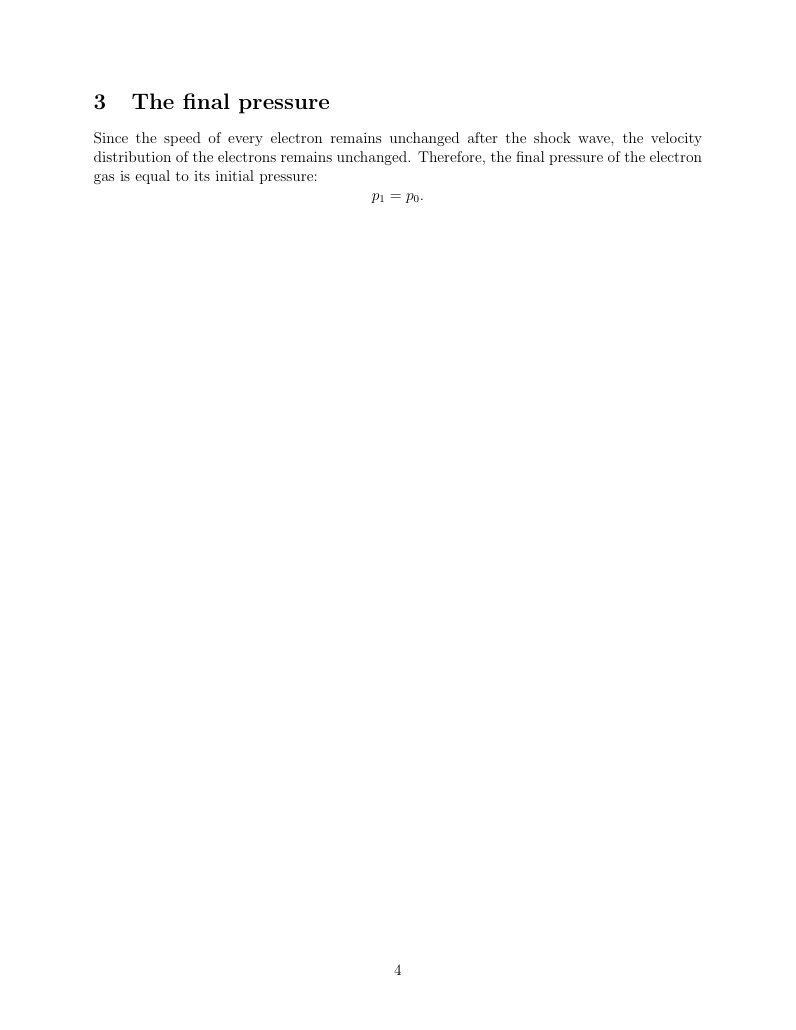 3 The final pressure
Since the speed of every electron remains unchanged after the shock wave, the velocity
distribution of the electrons remains unchanged. Therefore, the final pressure of the electron
gas is equal to its initial pressure:
p₁ = p₀.
4